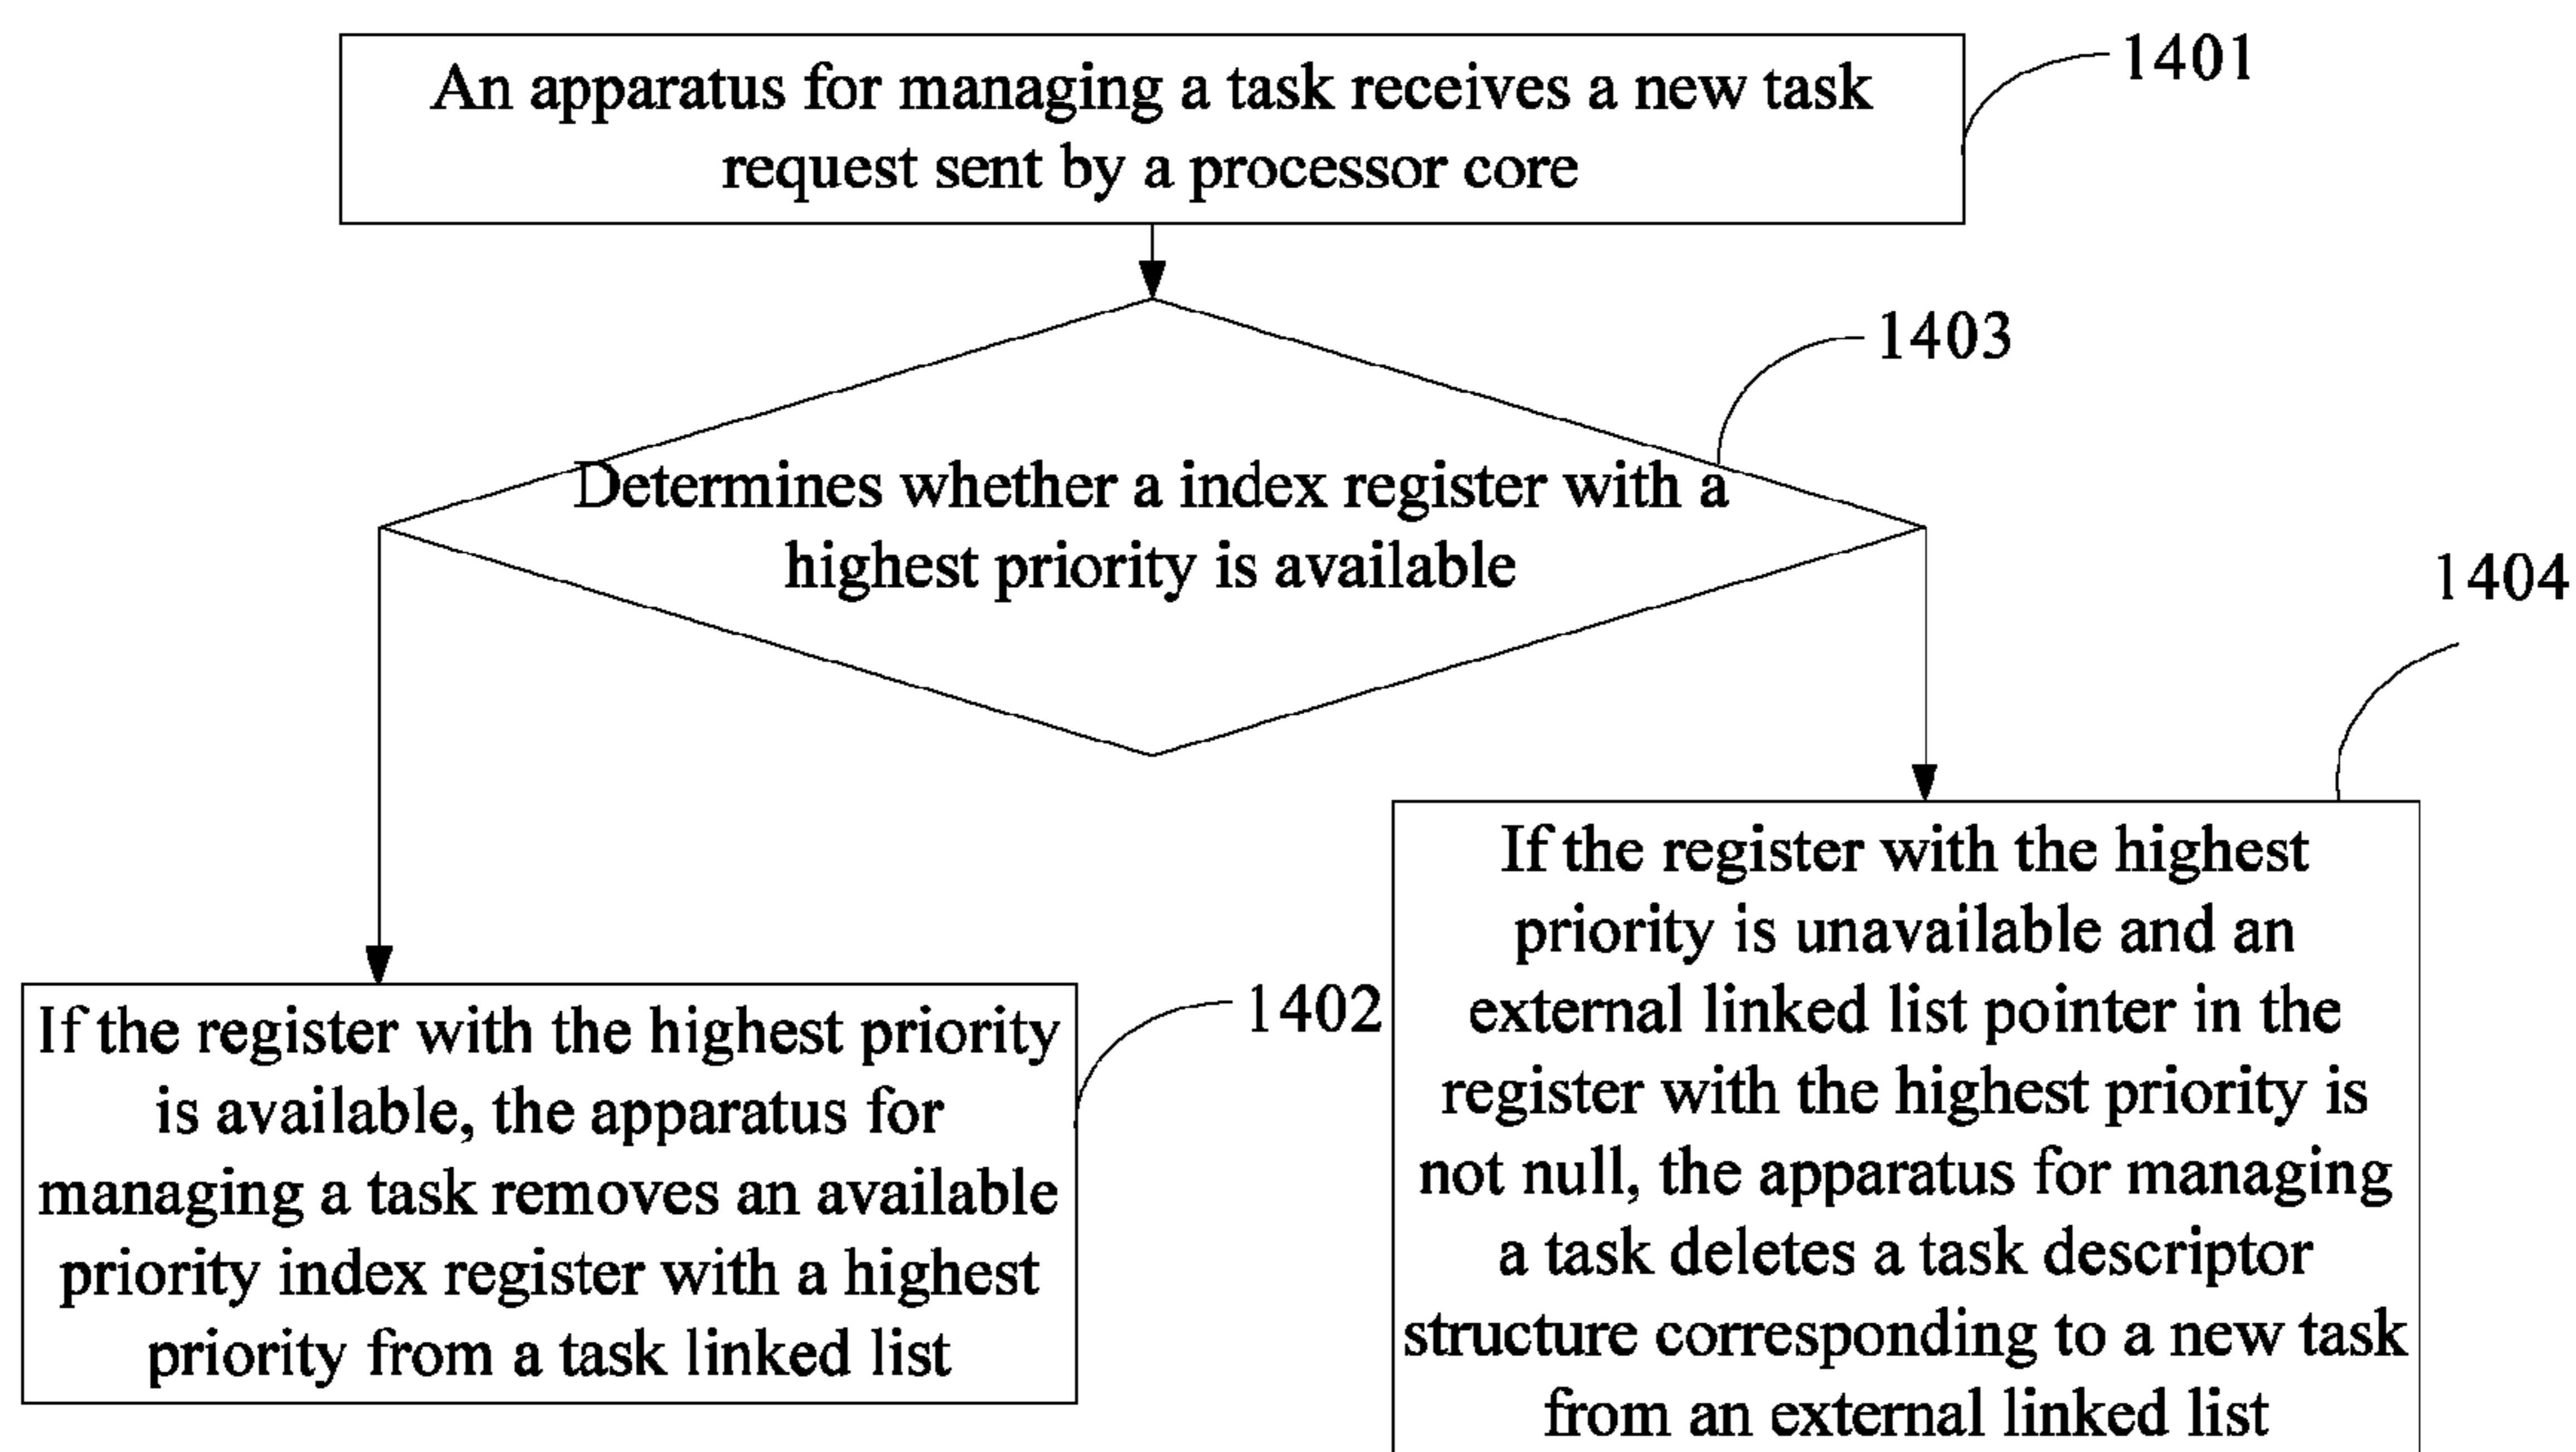 An apparatus for managing a task receives a new task
request sent by a processor core
1401
1403
Determines whether a index register with a
highest priority is available
1404
If the register with the highest priority
is available, the apparatus for
managing a task removes an available
priority index register with a highest
priority from a task linked list
1402
If the register with the highest
priority is unavailable and an
external linked list pointer in the
register with the highest priority is
not null, the apparatus for managing
a task deletes a task descriptor
structure corresponding to a new task
from an external linked list